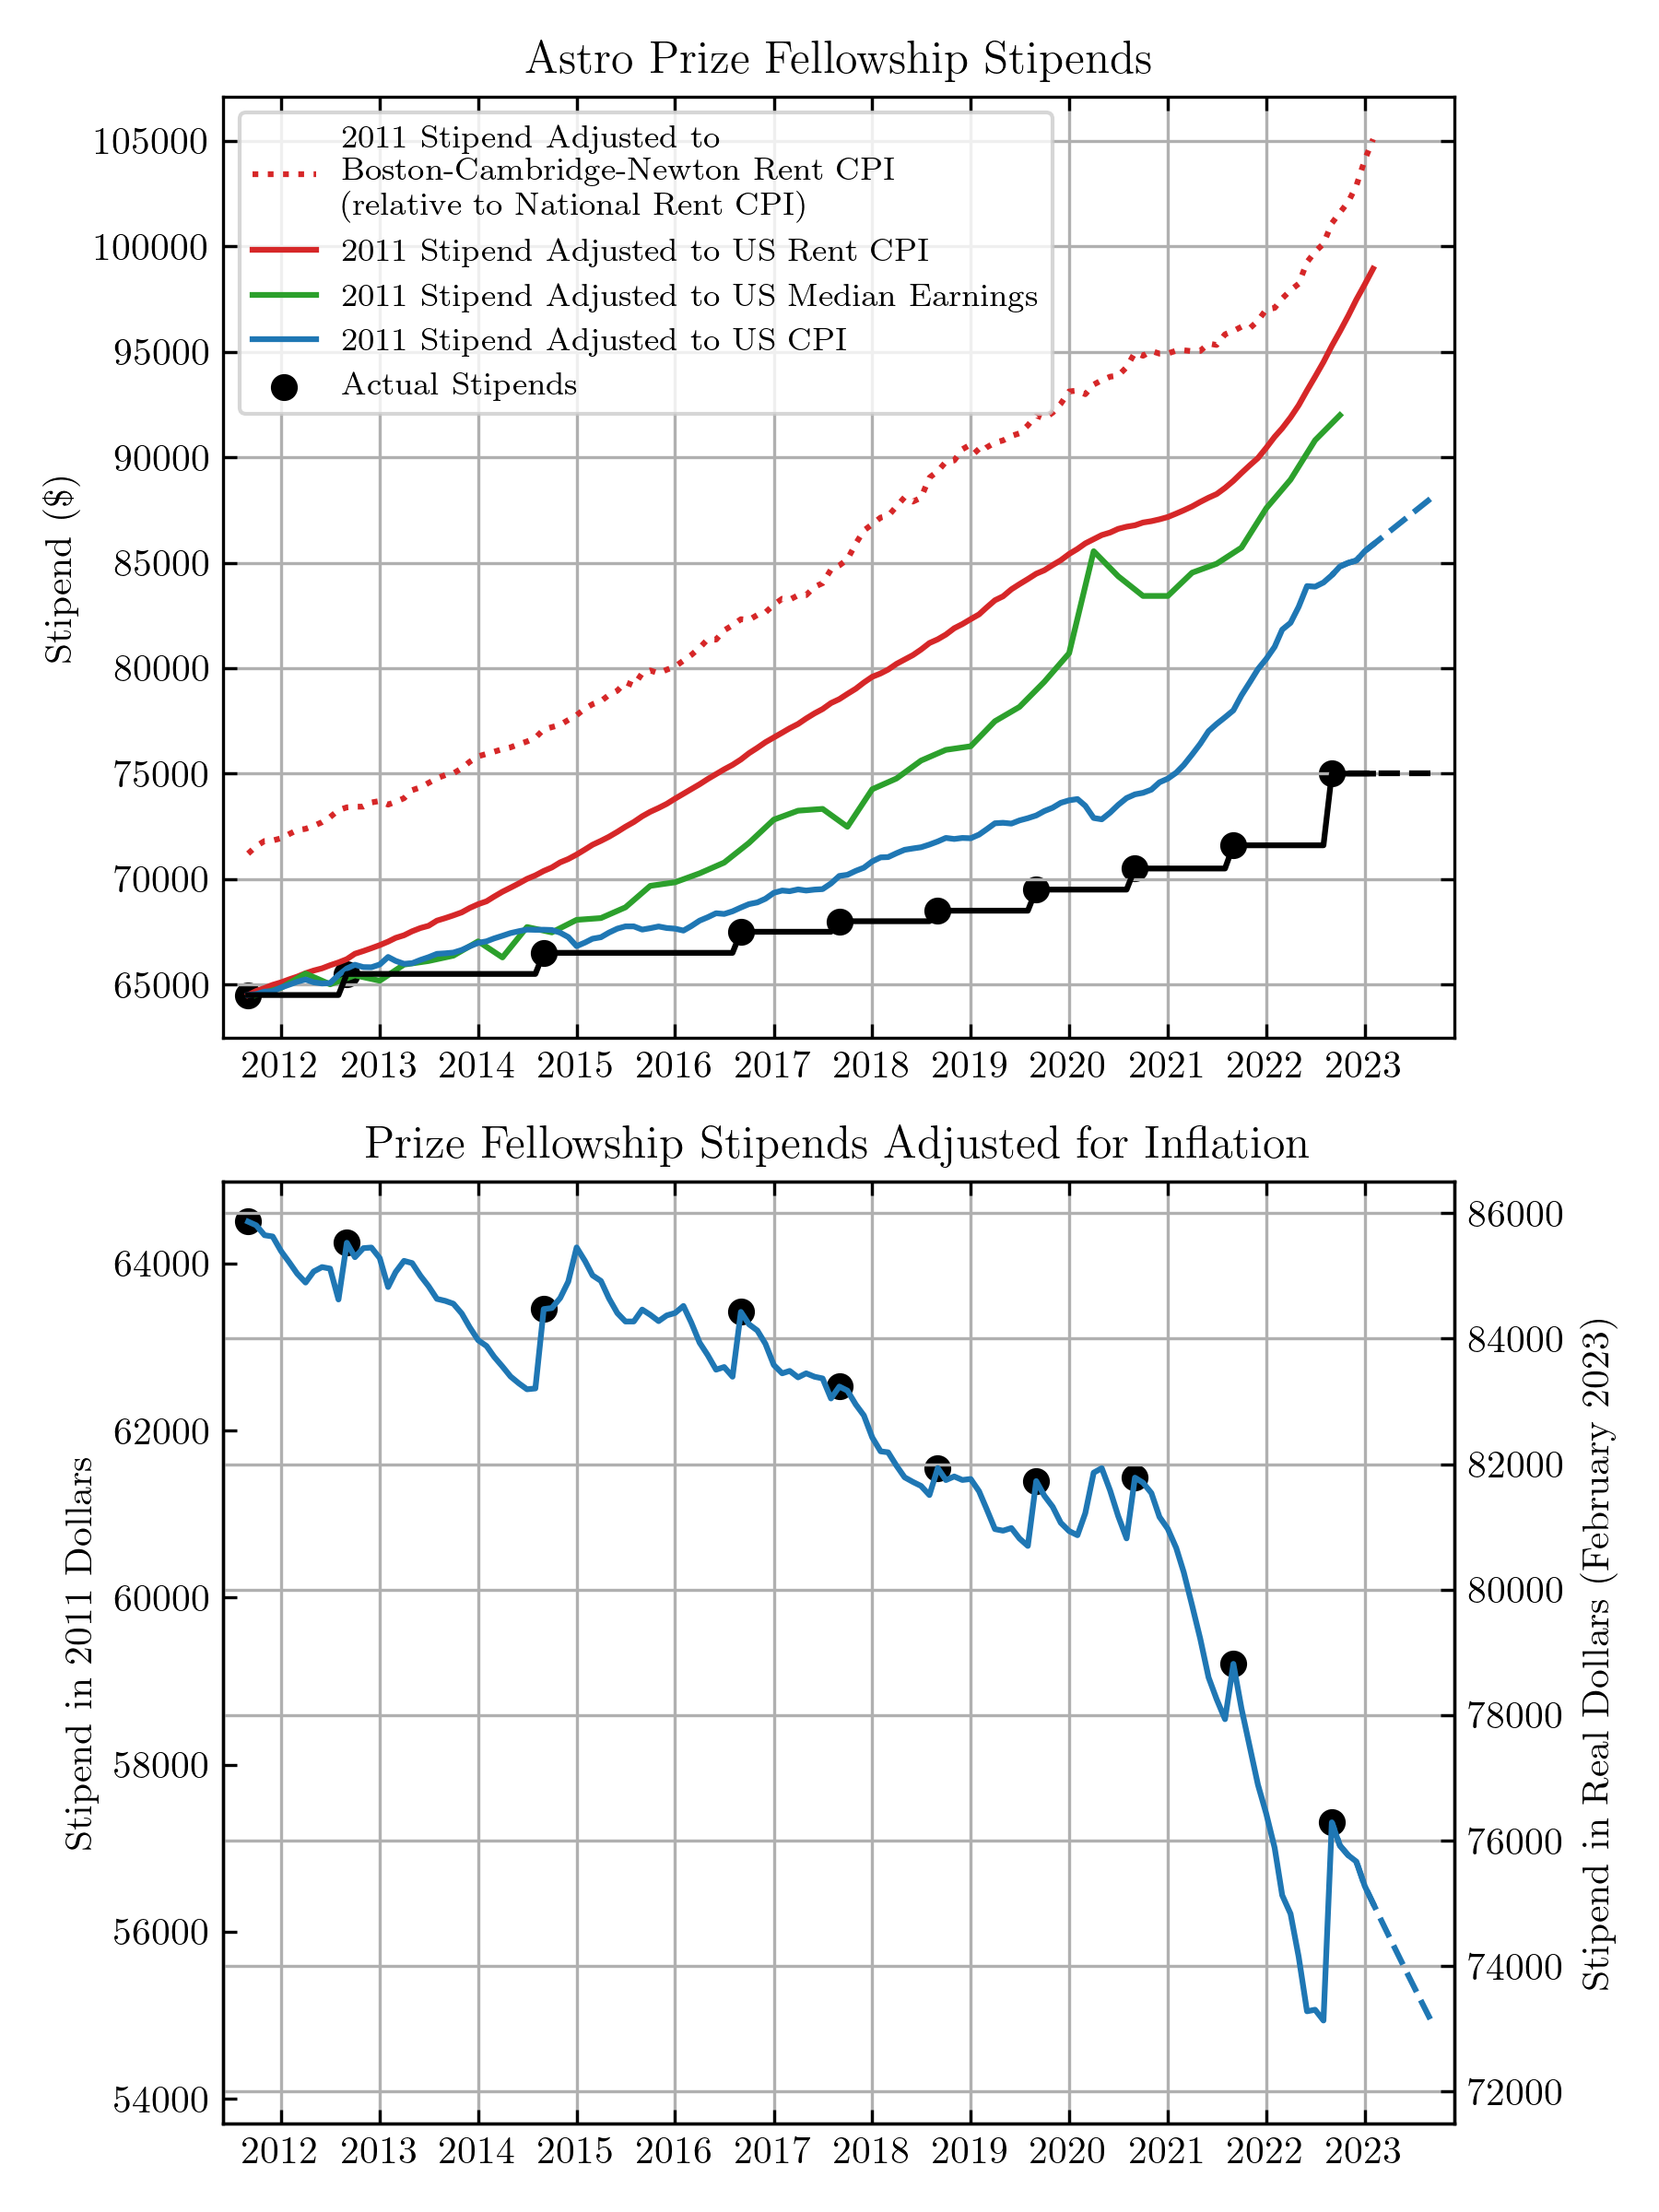 Astro Prize Fellowship Stipends
105000
100000
95000
90000
85000
80000
75000
70000
65000
Stipend ($)
2011 Stipend Adjusted to
Boston-Cambridge-Newton Rent CPI
(relative to National Rent CPI)
2011 Stipend Adjusted to US Rent CPI
2011 Stipend Adjusted to US Median Earnings
2011 Stipend Adjusted to US CPI
Actual Stipends
2012 2013 2014 2015 2016 2017 2018 2019 2020 2021 2022 2023
Prize Fellowship Stipends Adjusted for Inflation
64000
62000
60000
58000
56000
54000
Stipend in 2011 Dollars
86000
84000
82000
80000
78000
76000
74000
72000
Stipend in Real Dollars (February 2023)
2012 2013 2014 2015 2016 2017 2018 2019 2020 2021 2022 2023